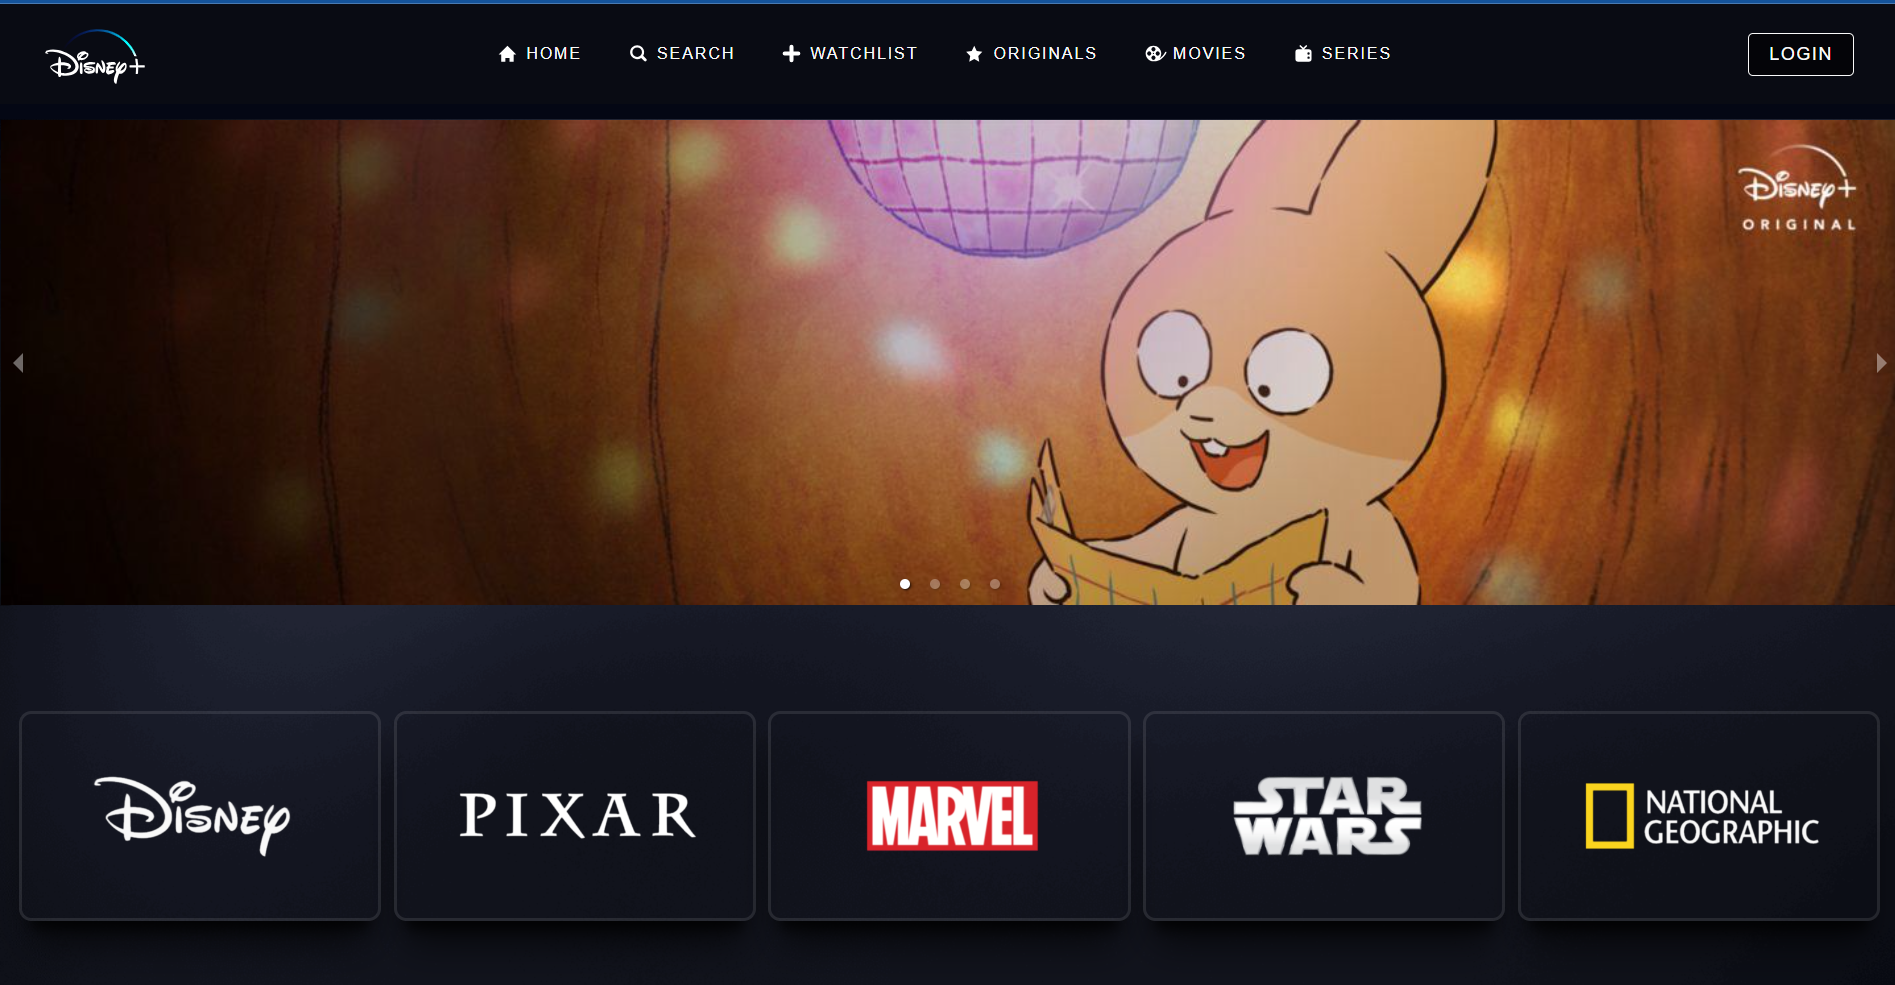 Disney+
HOME
SEARCH
WATCHLIST
ORIGINALS
MOVIES
SERIES
LOGIN
Disney+
ORIGINAL
Disney
PIXAR
MARVEL
STAR
WARS
NATIONAL
GEOGRAPHIC